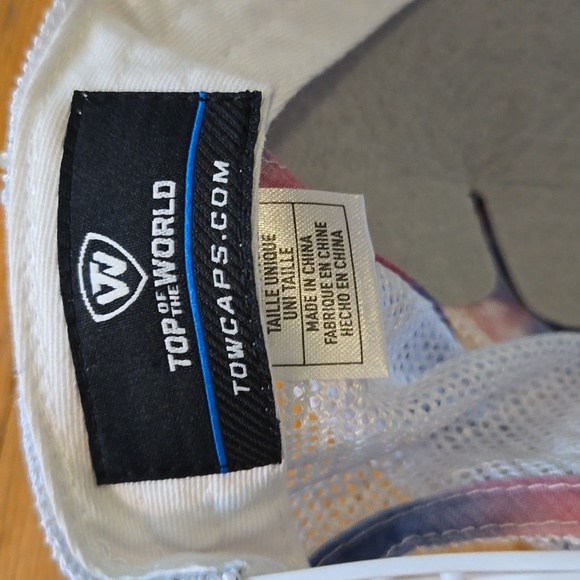 TOP OF THE WORLD
TOWCAPS.COM
TAILLE UNIQUE
UNI TAILLE
MADE IN CHINA
FABRIQUE EN CHINE
HECHO EN CHINA